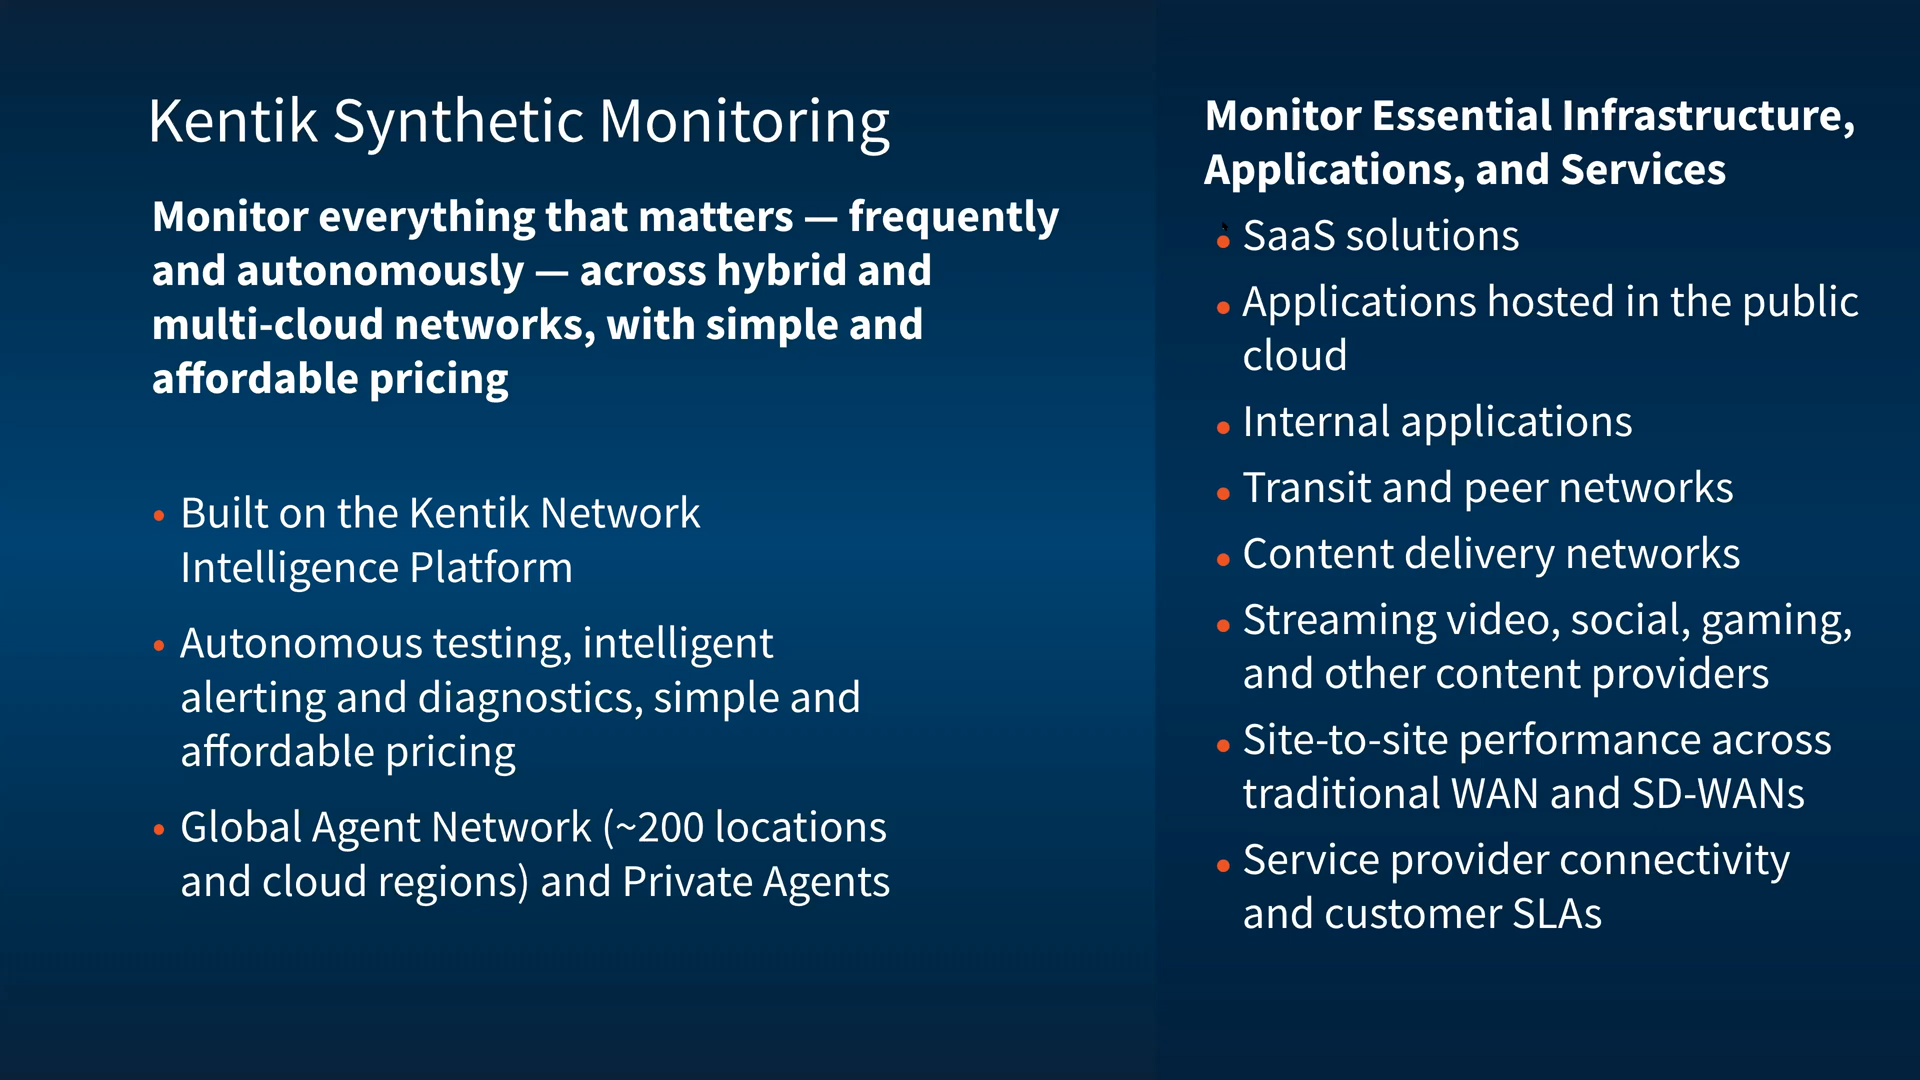 Kentik Synthetic Monitoring
Monitor everything that matters — frequently
and autonomously — across hybrid and
multi-cloud networks, with simple and
affordable pricing
• Built on the Kentik Network
Intelligence Platform
• Autonomous testing, intelligent
alerting and diagnostics, simple and
affordable pricing
• Global Agent Network (~200 locations
and cloud regions) and Private Agents
Monitor Essential Infrastructure,
Applications, and Services
• SaaS solutions
• Applications hosted in the public
cloud
• Internal applications
• Transit and peer networks
• Content delivery networks
• Streaming video, social, gaming,
and other content providers
• Site-to-site performance across
traditional WAN and SD-WANs
• Service provider connectivity
and customer SLAs